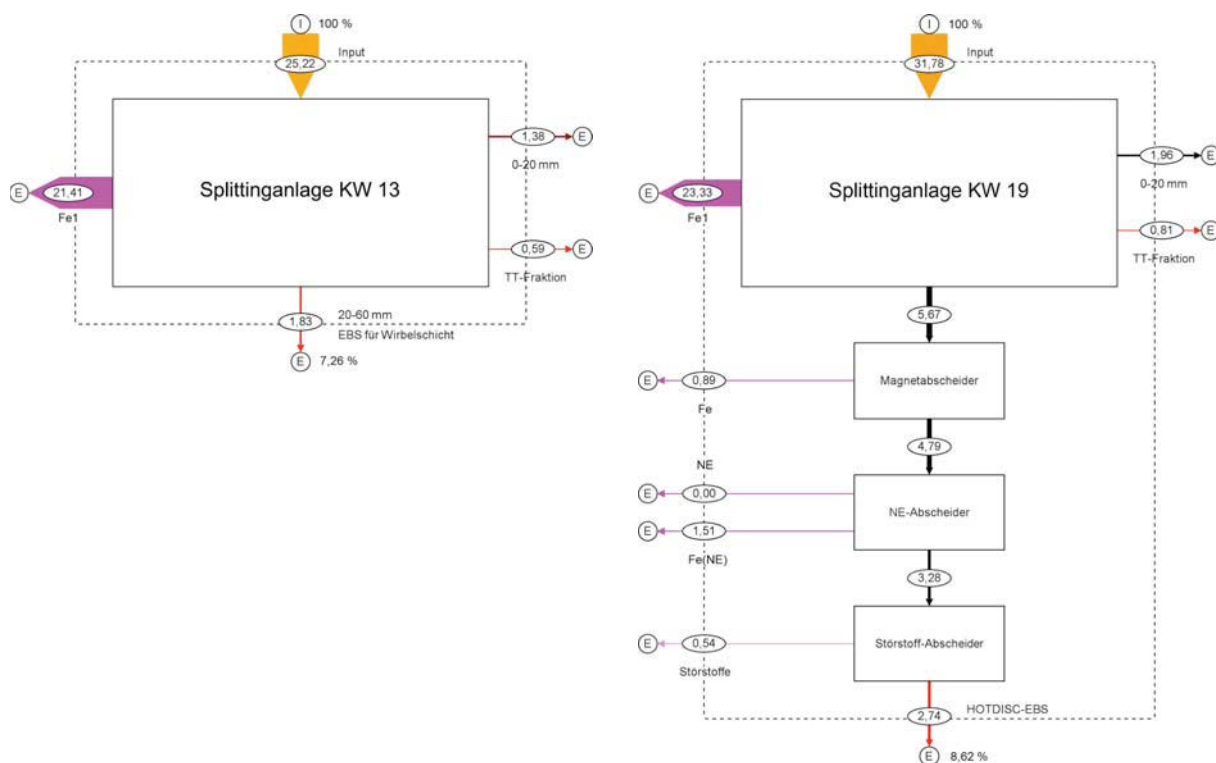 I 100 %
Input
25,22
1,38
E
0-20 mm
Splittinganlage KW 13
E
21,41
Fe1
0,59
E
TT-Fraktion
20-60 mm
1,83
EBS für Wirbelschicht
E 7,26 %
I 100 %
Input
31,78
1,96
E
0-20 mm
Splittinganlage KW 19
E
23,33
Fe1
0,81
E
TT-Fraktion
5,67
Magnetabscheider
E
0,89
Fe
4,79
NE
E
0,00
NE-Abscheider
E
1,51
Fe(NE)
3,28
E
0,54
Störstoff-Abscheider
Störstoffe
HOTDISC-EBS
2,74
E 8,62 %